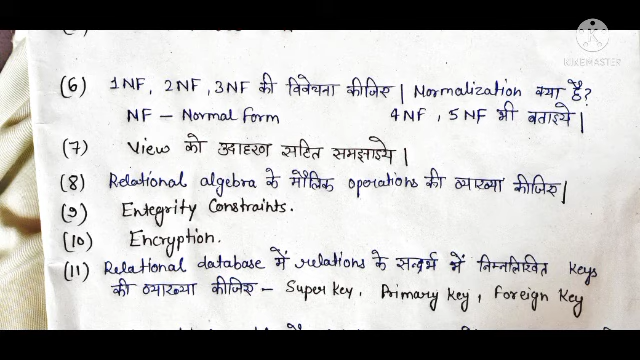 KINEMASTER
(6) 1NF, 2NF, 3NF की विवेचना कीजिए | Normalization क्या है?
NF - Normal form 4NF, 5NF भी बताइये |
(7) View को उदाहरण सहित समझाइये |
(8) Relational algebra के मौलिक operations की व्याख्या कीजिए |
(9) Entegrity Constraints.
(10) Encryption.
(11) Relational database में relations के सन्दर्भ में निम्नलिखित Keys
की व्याख्या कीजिए - Super Key, Primary Key, Foreign Key